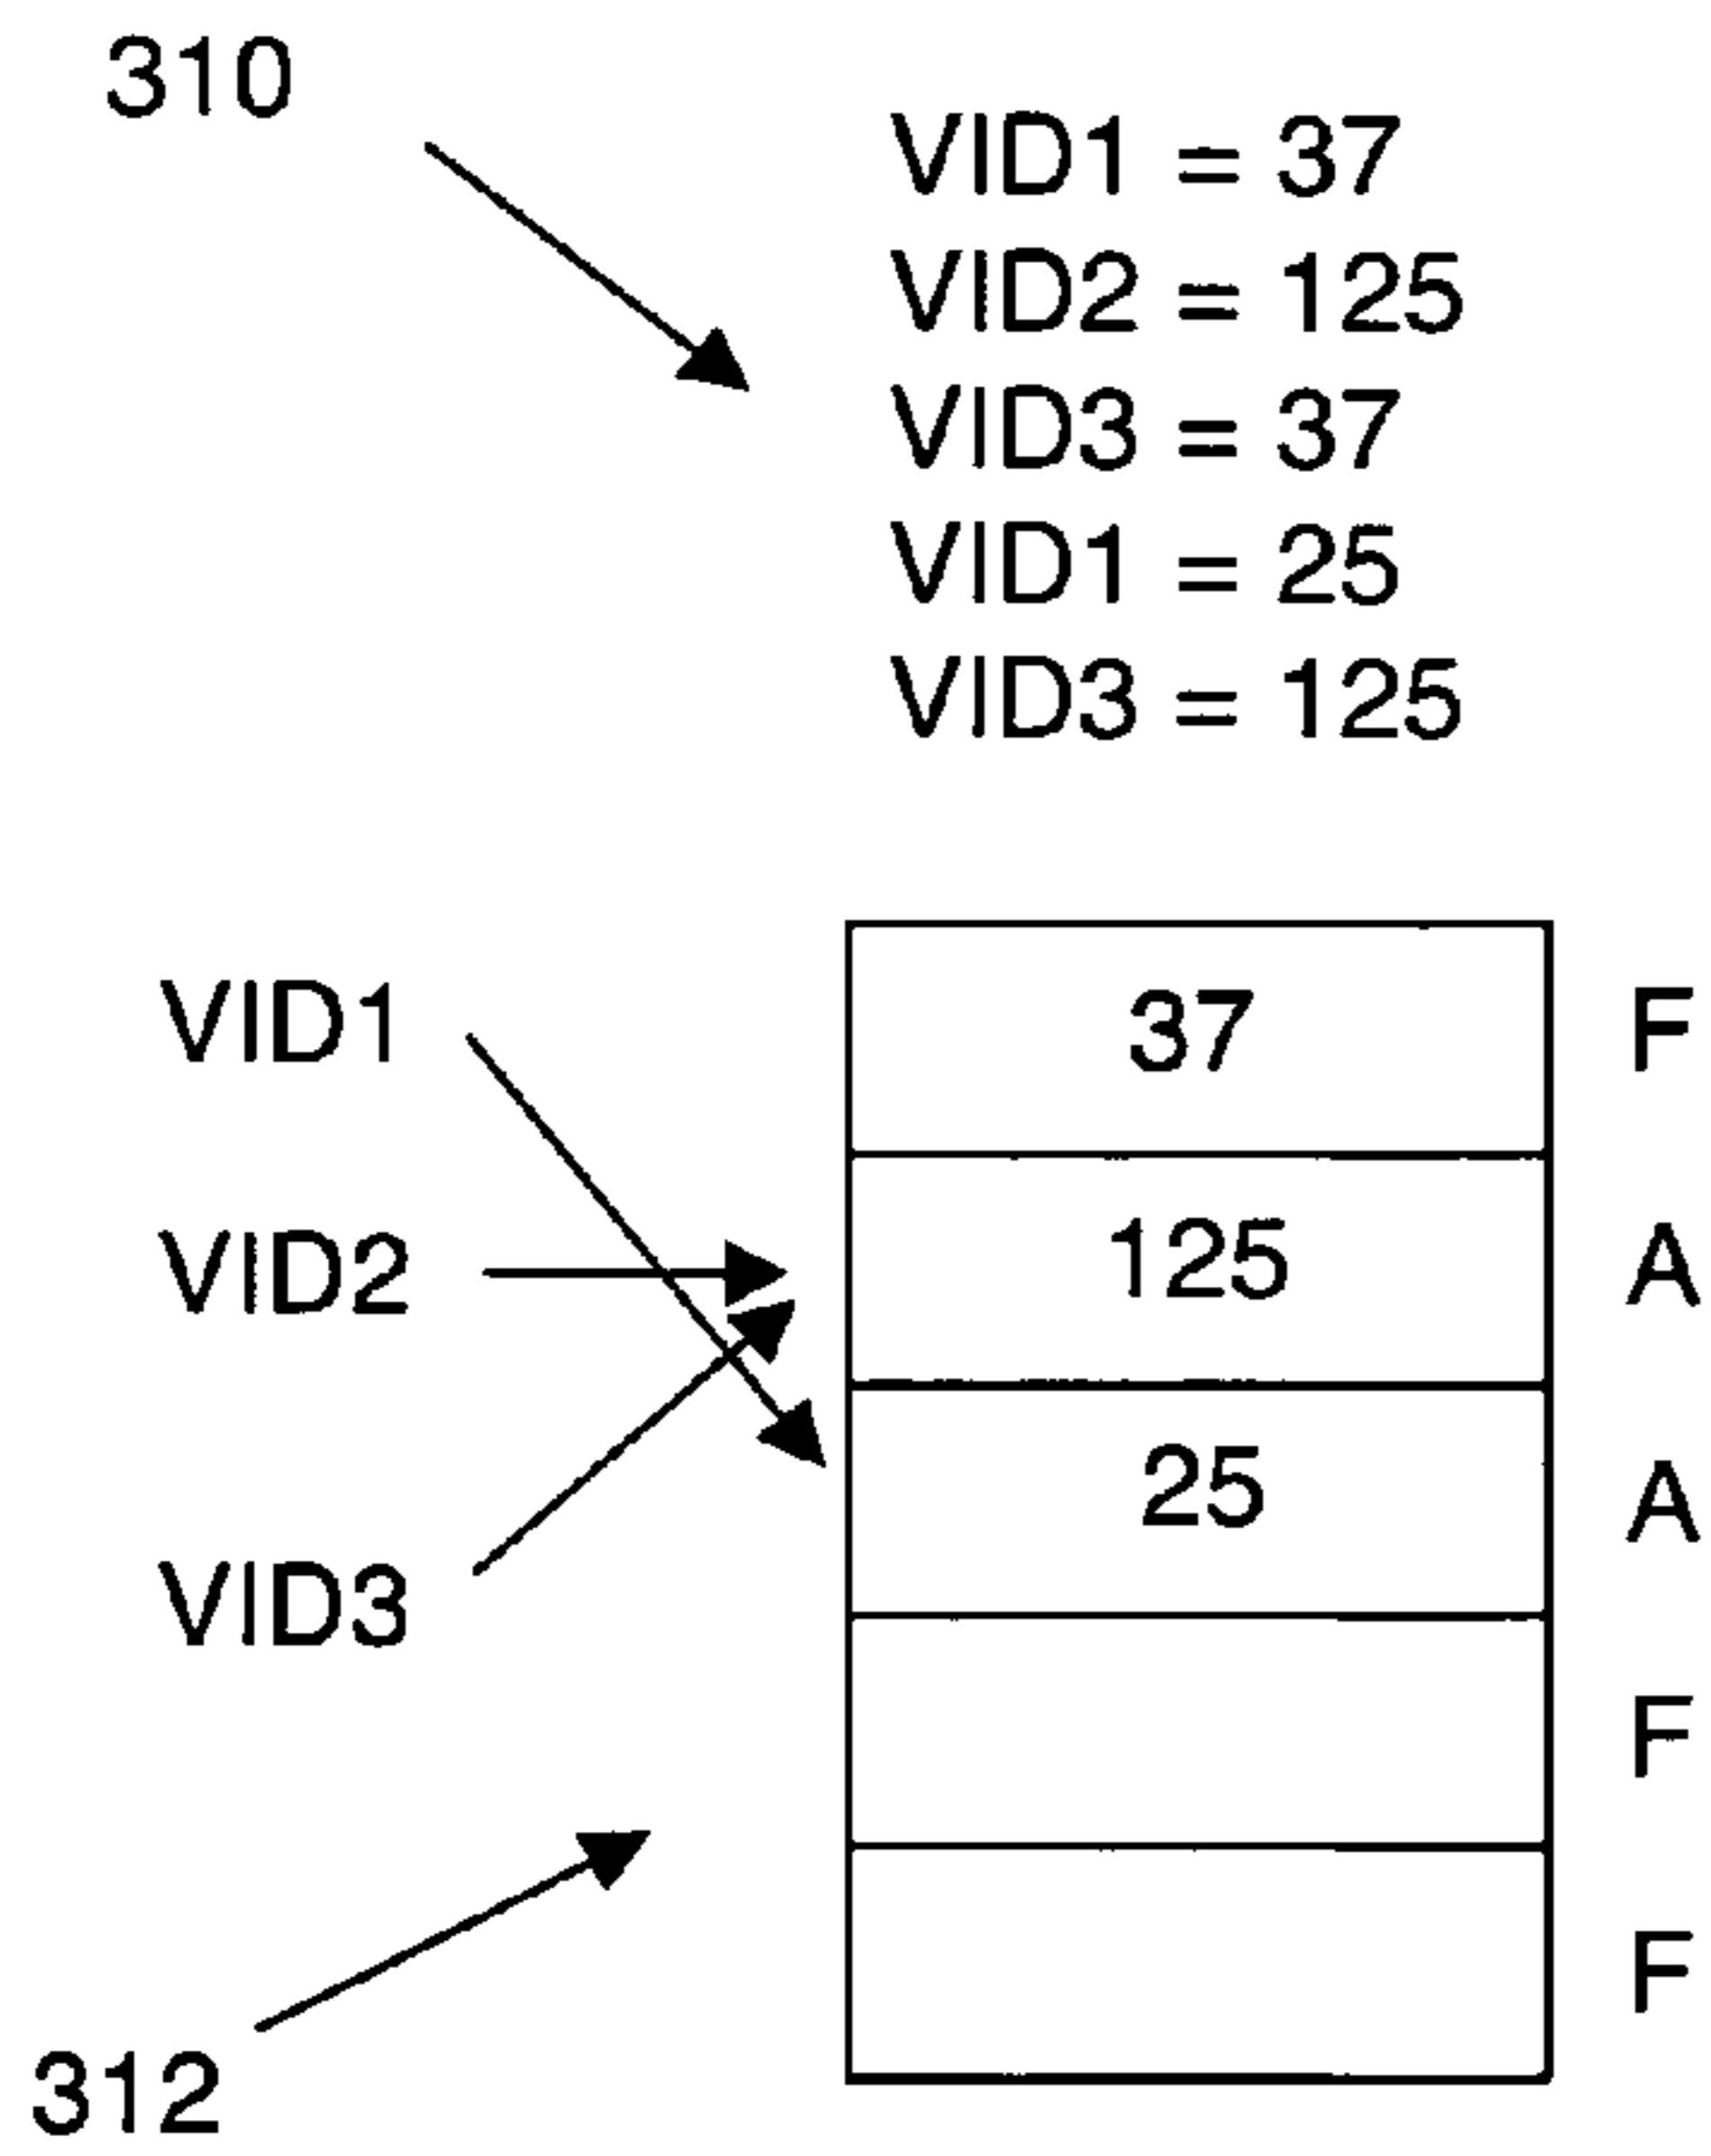 310
VID1 = 37
VID2 = 125
VID3 = 37
VID1 = 25
VID3 = 125
VID1 37 F
VID2 125 A
25 A
VID3
F
F
312